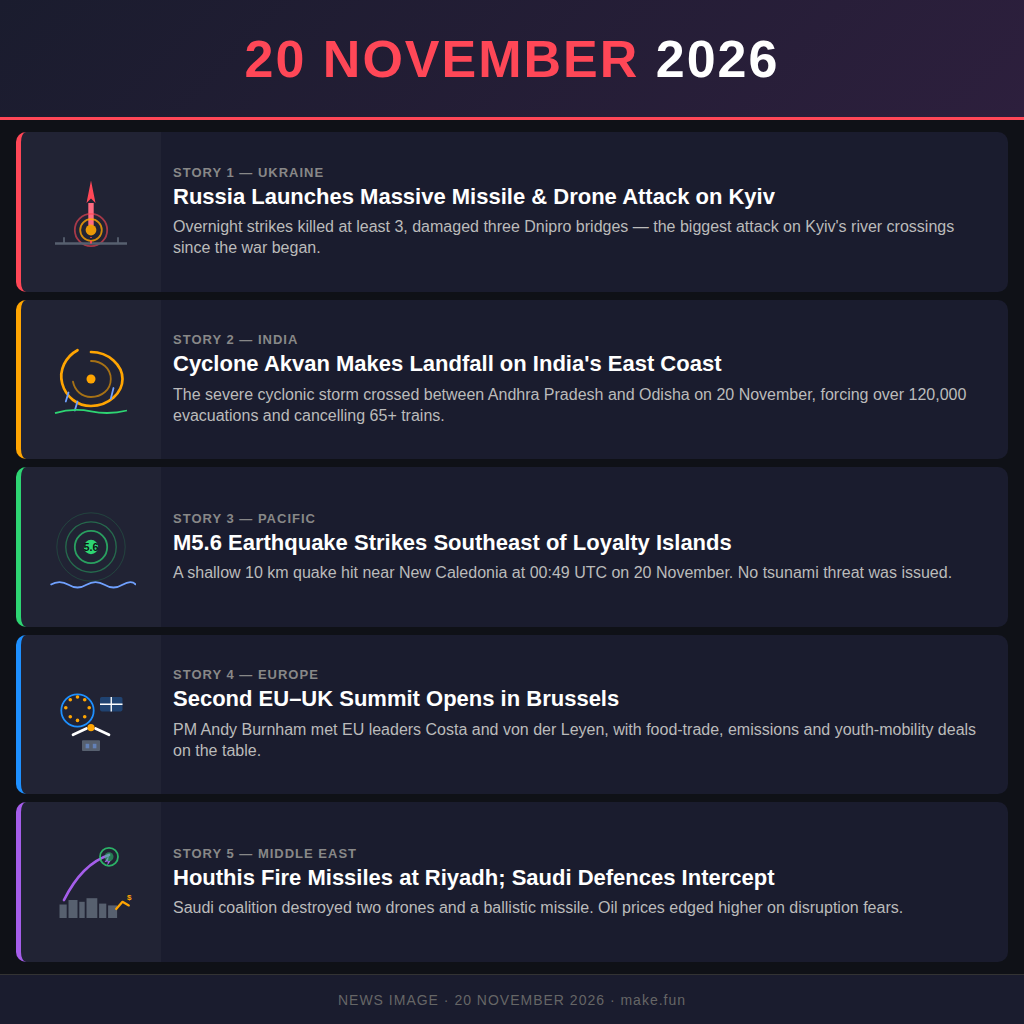 20 NOVEMBER 2026
STORY 1 — UKRAINE
Russia Launches Massive Missile & Drone Attack on Kyiv
Overnight strikes killed at least 3, damaged three Dnipro bridges — the biggest attack on Kyiv's river crossings
since the war began.
STORY 2 — INDIA
Cyclone Akvan Makes Landfall on India's East Coast
The severe cyclonic storm crossed between Andhra Pradesh and Odisha on 20 November, forcing over 120,000
evacuations and cancelling 65+ trains.
5.6
STORY 3 — PACIFIC
M5.6 Earthquake Strikes Southeast of Loyalty Islands
A shallow 10 km quake hit near New Caledonia at 00:49 UTC on 20 November. No tsunami threat was issued.
STORY 4 — EUROPE
Second EU–UK Summit Opens in Brussels
PM Andy Burnham met EU leaders Costa and von der Leyen, with food-trade, emissions and youth-mobility deals
on the table.
$
STORY 5 — MIDDLE EAST
Houthis Fire Missiles at Riyadh; Saudi Defences Intercept
Saudi coalition destroyed two drones and a ballistic missile. Oil prices edged higher on disruption fears.
NEWS IMAGE · 20 NOVEMBER 2026 · make.fun